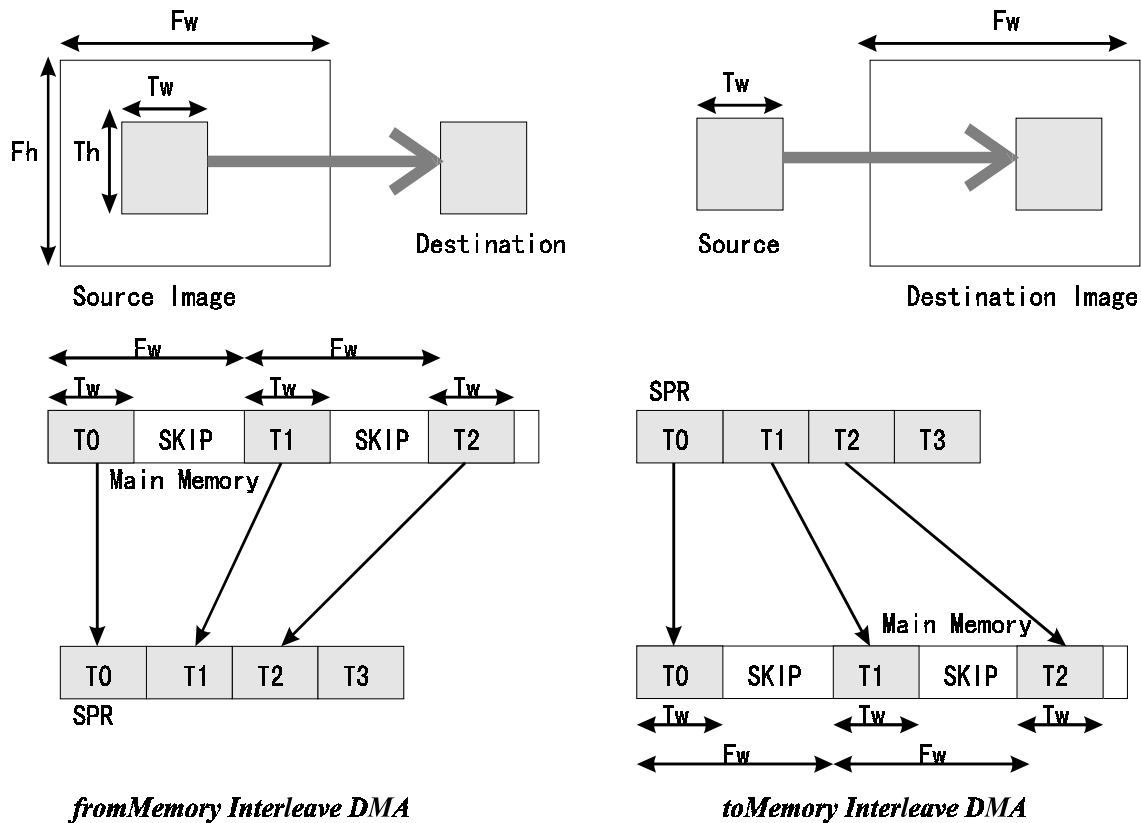 Fw
Tw
Fh
Th
Destination
Source Image
Fw
Tw
Source
Destination Image
Fw Fw
Tw Tw Tw
T0 SKIP T1 SKIP T2
Main Memory
T0 T1 T2 T3
SPR
fromMemory Interleave DMA
SPR
T0 T1 T2 T3
Main Memory
T0 SKIP T1 SKIP T2
Tw Tw Tw
Fw Fw
toMemory Interleave DMA